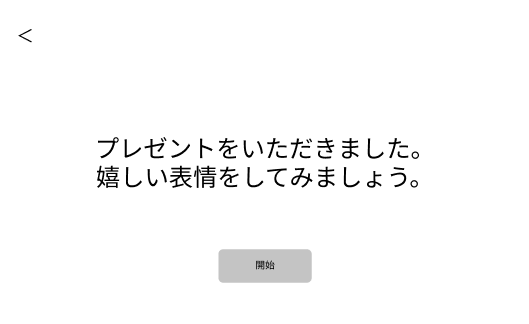 <
プレゼントをいただきました。
嬉しい表情をしてみましょう。
開始